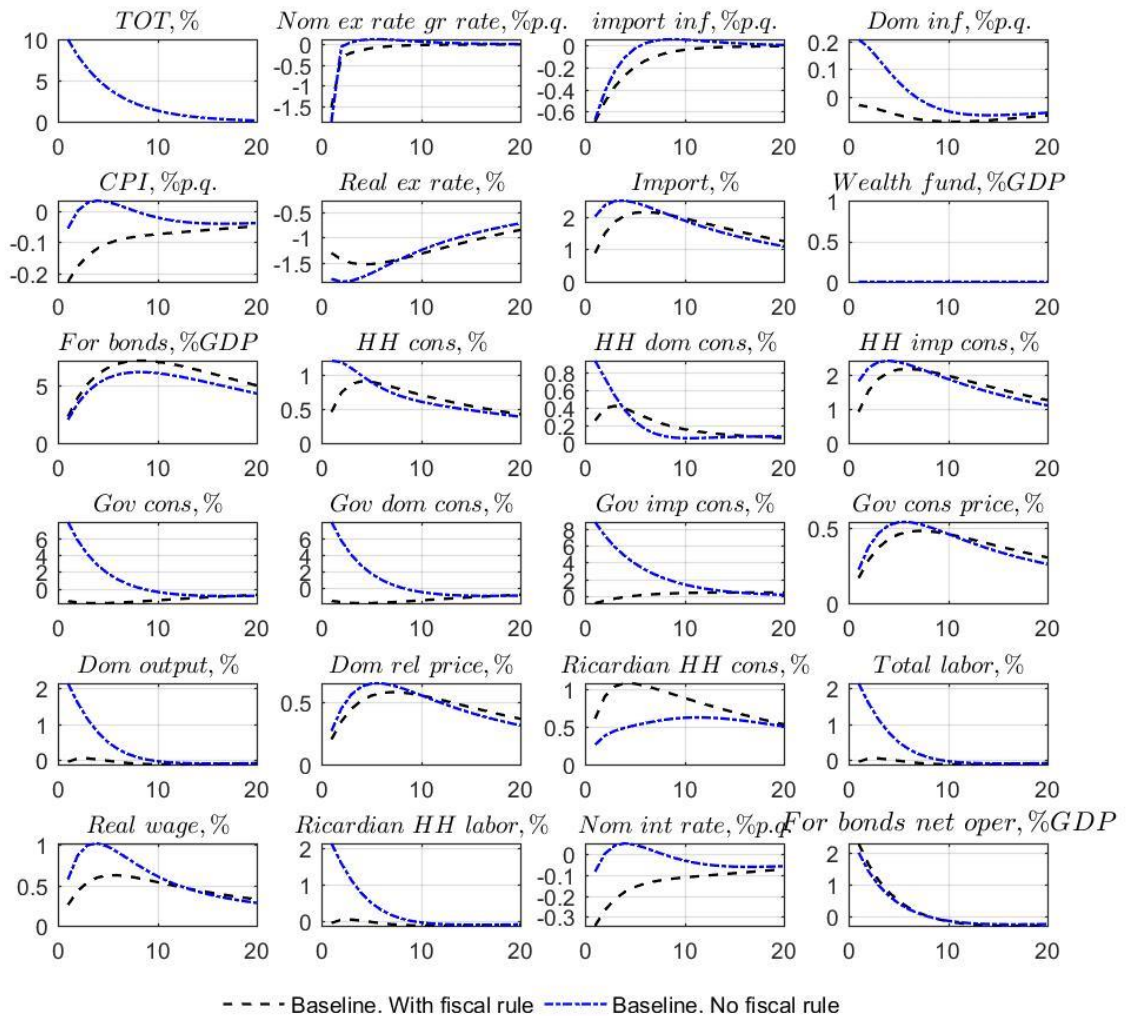 TOT, % Nom ex rate gr rate, %p.q. import inf, %p.q. Dom inf, %p.q.
10 0 0 0.2
5 -0.5 -0.2 0.1
-1 -0.4 0
0 -1.5 -0.6
0 10 20 0 10 20 0 10 20 0 10 20
CPI, %p.q. Real ex rate, % Import, % Wealth fund, %GDP
0 -0.5 2 1
-0.1 -1 1 0.5
-0.2 -1.5 0 0
0 10 20 0 10 20 0 10 20 0 10 20
For bonds, %GDP HH cons, % HH dom cons, % HH imp cons, %
5 1 0.8 2
0.5 0.6 1
0.4
0.2
0 0 0 0
0 10 20 0 10 20 0 10 20 0 10 20
Gov cons, % Gov dom cons, % Gov imp cons, % Gov cons price, %
6 6 8 0.5
4 4 6
2 2 4
0 0 2
0 0
0 10 20 0 10 20 0 10 20 0 10 20
Dom output, % Dom rel price, % Ricardian HH cons, % Total labor, %
2 0.5 1 2
1 0.5 1
0 0 0 0
0 10 20 0 10 20 0 10 20 0 10 20
Real wage, % Ricardian HH labor, % Nom int rate, %p.q. For bonds net oper, %GDP
1 2 0 2
0.5 1 -0.1 1
-0.2
0 0 -0.3 0
0 10 20 0 10 20 0 10 20 0 10 20
Baseline. With fiscal rule Baseline. No fiscal rule